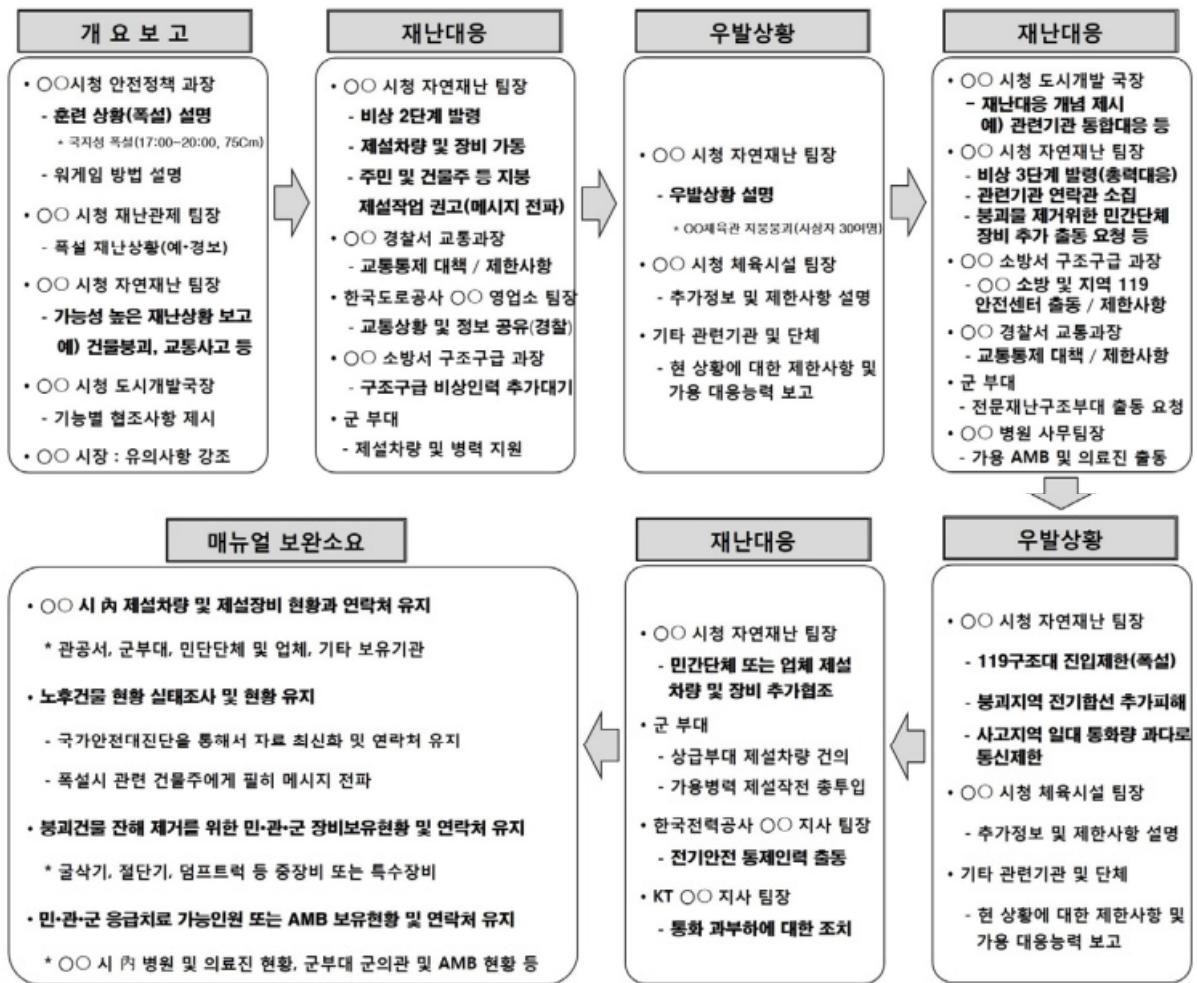 개 요 보 고
• ○○시청 안전정책 과장
- 훈련 상황(폭설) 설명
* 국지성 폭설(17:00~20:00, 75Cm)
- 워게임 방법 설명
• ○○ 시청 재난관제 팀장
- 폭설 재난상황(예·경보)
• ○○ 시청 자연재난 팀장
- 가능성 높은 재난상황 보고
예) 건물붕괴, 교통사고 등
• ○○ 시청 도시개발국장
- 기능별 협조사항 제시
• ○○ 시장 : 유의사항 강조
재난대응
• ○○ 시청 자연재난 팀장
- 비상 2단계 발령
- 제설차량 및 장비 가동
- 주민 및 건물주 등 지붕
제설작업 권고(메시지 전파)
• ○○ 경찰서 교통과장
- 교통통제 대책 / 제한사항
• 한국도로공사 ○○ 영업소 팀장
- 교통상황 및 정보 공유(경찰)
• ○○ 소방서 구조구급 과장
- 구조구급 비상인력 추가대기
• 군 부대
- 제설차량 및 병력 지원
우발상황
• ○○ 시청 자연재난 팀장
- 우발상황 설명
* ○○체육관 지붕붕괴(사상자 30여명)
• ○○ 시청 체육시설 팀장
- 추가정보 및 제한사항 설명
• 기타 관련기관 및 단체
- 현 상황에 대한 제한사항 및
가용 대응능력 보고
재난대응
• ○○ 시청 도시개발 국장
- 재난대응 개념 제시
예) 관련기관 통합대응 등
• ○○ 시청 자연재난 팀장
- 비상 3단계 발령(총력대응)
- 관련기관 연락관 소집
- 붕괴물 제거위한 민간단체
장비 추가 출동 요청 등
• ○○ 소방서 구조구급 과장
- ○○ 소방 및 지역 119
안전센터 출동 / 제한사항
• ○○ 경찰서 교통과장
- 교통통제 대책 / 제한사항
• 군 부대
- 전문재난구조부대 출동 요청
• ○○ 병원 사무팀장
- 가용 AMB 및 의료진 출동
우발상황
• ○○ 시청 자연재난 팀장
- 119구조대 진입제한(폭설)
- 붕괴지역 전기합선 추가피해
- 사고지역 일대 통화량 과다로
통신제한
• ○○ 시청 체육시설 팀장
- 추가정보 및 제한사항 설명
• 기타 관련기관 및 단체
- 현 상황에 대한 제한사항 및
가용 대응능력 보고
재난대응
• ○○ 시청 자연재난 팀장
- 민간단체 또는 업체 제설
차량 및 장비 추가협조
• 군 부대
- 상급부대 제설차량 건의
- 가용병력 제설작전 총투입
• 한국전력공사 ○○ 지사 팀장
- 전기안전 통제인력 출동
• KT ○○ 지사 팀장
- 통화 과부하에 대한 조치
매뉴얼 보완소요
• ○○ 시 內 제설차량 및 제설장비 현황과 연락처 유지
* 관공서, 군부대, 민단단체 및 업체, 기타 보유기관
• 노후건물 현황 실태조사 및 현황 유지
- 국가안전대진단을 통해서 자료 최신화 및 연락처 유지
- 폭설시 관련 건물주에게 필히 메시지 전파
• 붕괴건물 잔해 제거를 위한 민·관·군 장비보유현황 및 연락처 유지
* 굴삭기, 절단기, 덤프트럭 등 중장비 또는 특수장비
• 민·관·군 응급치료 가능인원 또는 AMB 보유현황 및 연락처 유지
* ○○ 시 內 병원 및 의료진 현황, 군부대 군의관 및 AMB 현황 등